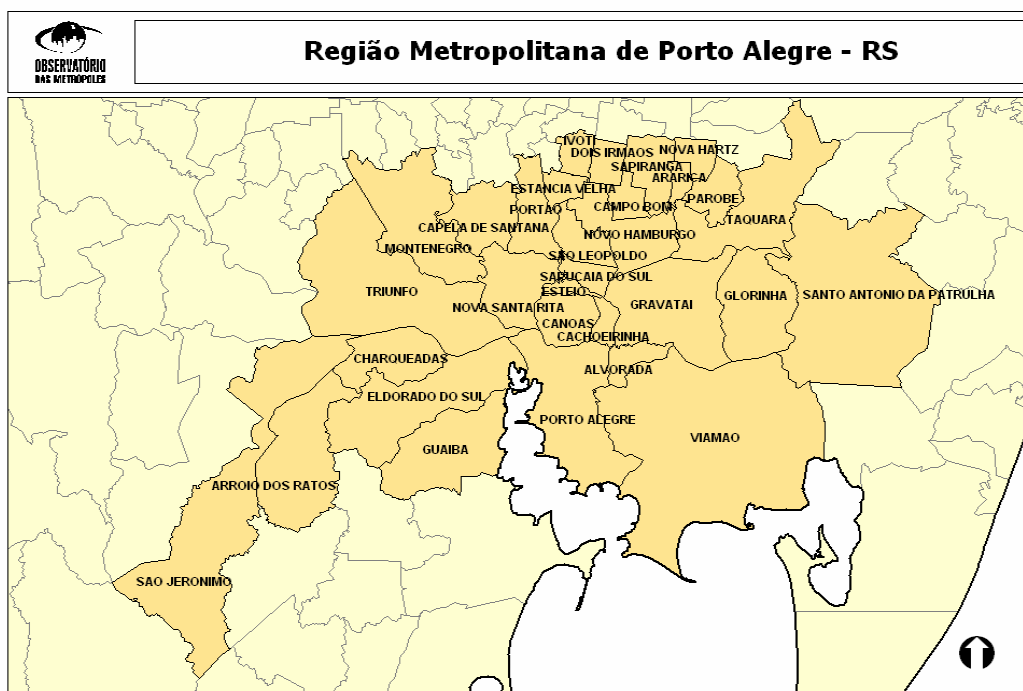 OBSERVATÓRIO
DAS METRÓPOLES
Região Metropolitana de Porto Alegre - RS
CIVOTI
DOIS IRMAOS
NOVA HARTZ
SAPIRANGA
ARARICA
ESTANCIA VELHA
PAROBE
PORTAO
CAMPO BOM
TAQUARA
CAPELA DE SANTANA
NOVO HAMBURGO
MONTENEGRO
SAO LEOPOLDO
SAPUCAIA DO SUL
TRIUNFO
ESTEIO
GLORINHA
SANTO ANTONIO DA PATRULHA
NOVA SANTA RITA
GRAVATAI
CANOAS
CACHOEIRINHA
CHARQUEADAS
ALVORADA
ELDORADO DO SUL
PORTO ALEGRE
VIAMAO
GUAIBA
ARROIO DOS RATOS
SAO JERONIMO